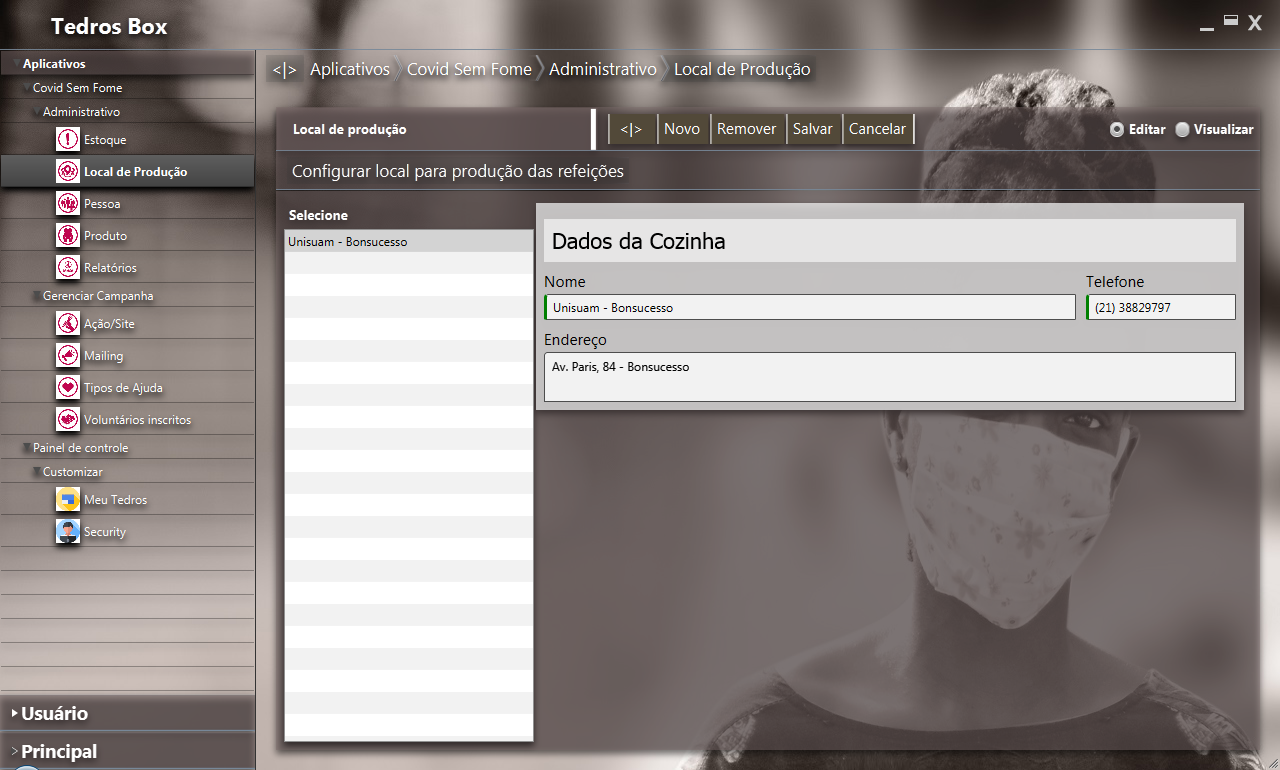 Tedros Box
Aplicativos
Covid Sem Fome
Administrativo
Estoque
Local de Produção
Pessoa
Produto
Relatórios
Gerenciar Campanha
Ação/Site
Mailing
Tipos de Ajuda
Voluntários inscritos
Painel de controle
Customizar
Meu Tedros
Security
Usuário
Principal
<|> Aplicativos Covid Sem Fome Administrativo Local de Produção
Local de produção
<|> Novo Remover Salvar Cancelar
Editar Visualizar
Configurar local para produção das refeições
Selecione
Unisuam - Bonsucesso
Dados da Cozinha
Nome Telefone
Unisuam - Bonsucesso (21) 38829797
Endereço
Av. Paris, 84 - Bonsucesso